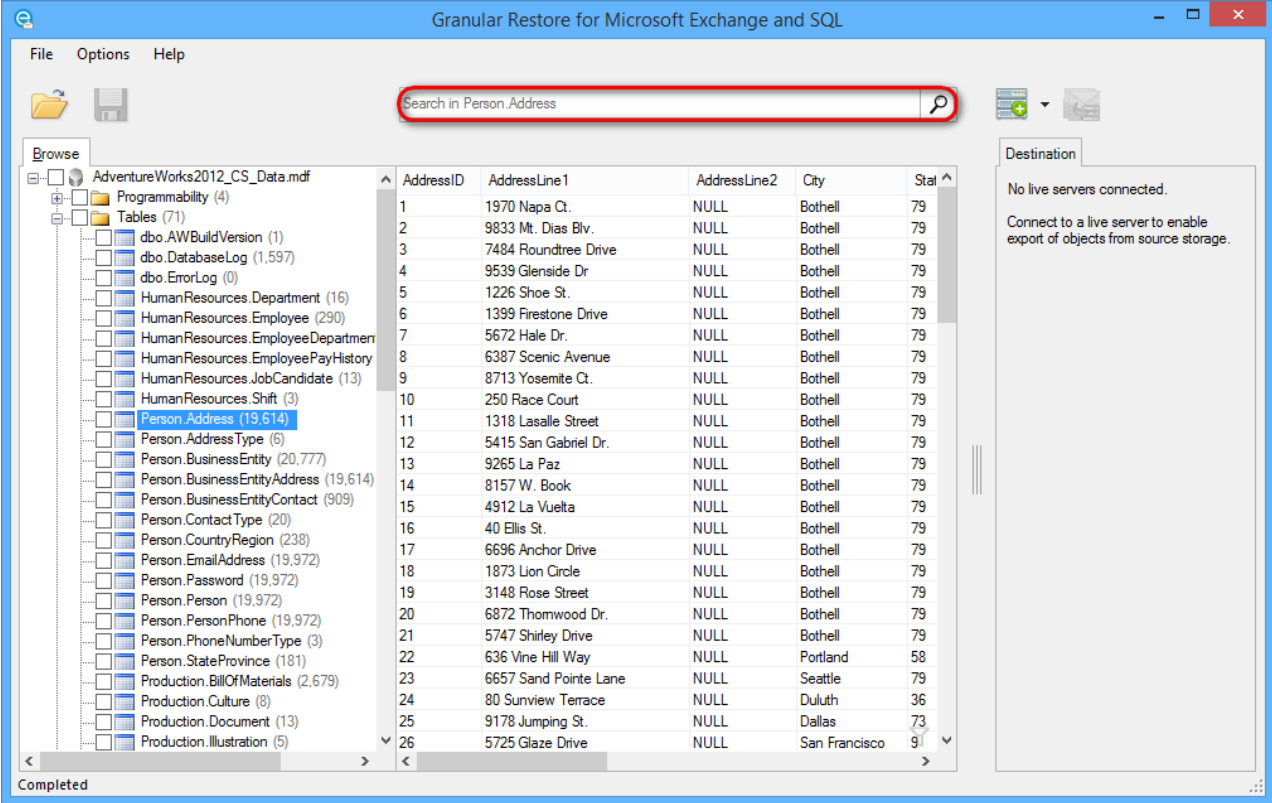 Granular Restore for Microsoft Exchange and SQL
File Options Help
Search in Person.Address
Browse
AdventureWorks2012_CS_Data.mdf
Programmability (4)
Tables (71)
dbo.AWBuildVersion (1)
dbo.DatabaseLog (1,597)
dbo.ErrorLog (0)
HumanResources.Department (16)
HumanResources.Employee (290)
HumanResources.EmployeeDepartment
HumanResources.EmployeePayHistory
HumanResources.JobCandidate (13)
HumanResources.Shift (3)
Person.Address (19,614)
Person.AddressType (6)
Person.BusinessEntity (20,777)
Person.BusinessEntityAddress (19,614)
Person.BusinessEntityContact (909)
Person.ContactType (20)
Person.CountryRegion (238)
Person.EmailAddress (19,972)
Person.Password (19,972)
Person.Person (19,972)
Person.PersonPhone (19,972)
Person.PhoneNumberType (3)
Person.StateProvince (181)
Production.BillOfMaterials (2,679)
Production.Culture (8)
Production.Document (13)
Production.Illustration (5)
AddressID AddressLine1 AddressLine2 City Stat
1 1970 Napa Ct. NULL Bothell 79
2 9833 Mt. Dias Blv. NULL Bothell 79
3 7484 Roundtree Drive NULL Bothell 79
4 9539 Glenside Dr NULL Bothell 79
5 1226 Shoe St. NULL Bothell 79
6 1399 Firestone Drive NULL Bothell 79
7 5672 Hale Dr. NULL Bothell 79
8 6387 Scenic Avenue NULL Bothell 79
9 8713 Yosemite Ct. NULL Bothell 79
10 250 Race Court NULL Bothell 79
11 1318 Lasalle Street NULL Bothell 79
12 5415 San Gabriel Dr. NULL Bothell 79
13 9265 La Paz NULL Bothell 79
14 8157 W. Book NULL Bothell 79
15 4912 La Vuelta NULL Bothell 79
16 40 Ellis St. NULL Bothell 79
17 6696 Anchor Drive NULL Bothell 79
18 1873 Lion Circle NULL Bothell 79
19 3148 Rose Street NULL Bothell 79
20 6872 Thornwood Dr. NULL Bothell 79
21 5747 Shirley Drive NULL Bothell 79
22 636 Vine Hill Way NULL Portland 58
23 6657 Sand Pointe Lane NULL Seattle 79
24 80 Sunview Terrace NULL Duluth 36
25 9178 Jumping St. NULL Dallas 73
26 5725 Glaze Drive NULL San Francisco 9
Destination
No live servers connected.
Connect to a live server to enable
export of objects from source storage.
Completed